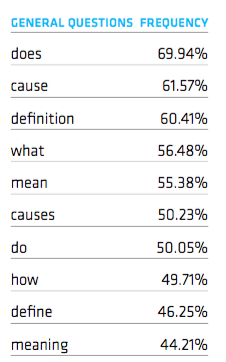 GENERAL QUESTIONS FREQUENCY
does 69.94%
cause 61.57%
definition 60.41%
what 56.48%
mean 55.38%
causes 50.23%
do 50.05%
how 49.71%
define 46.25%
meaning 44.21%